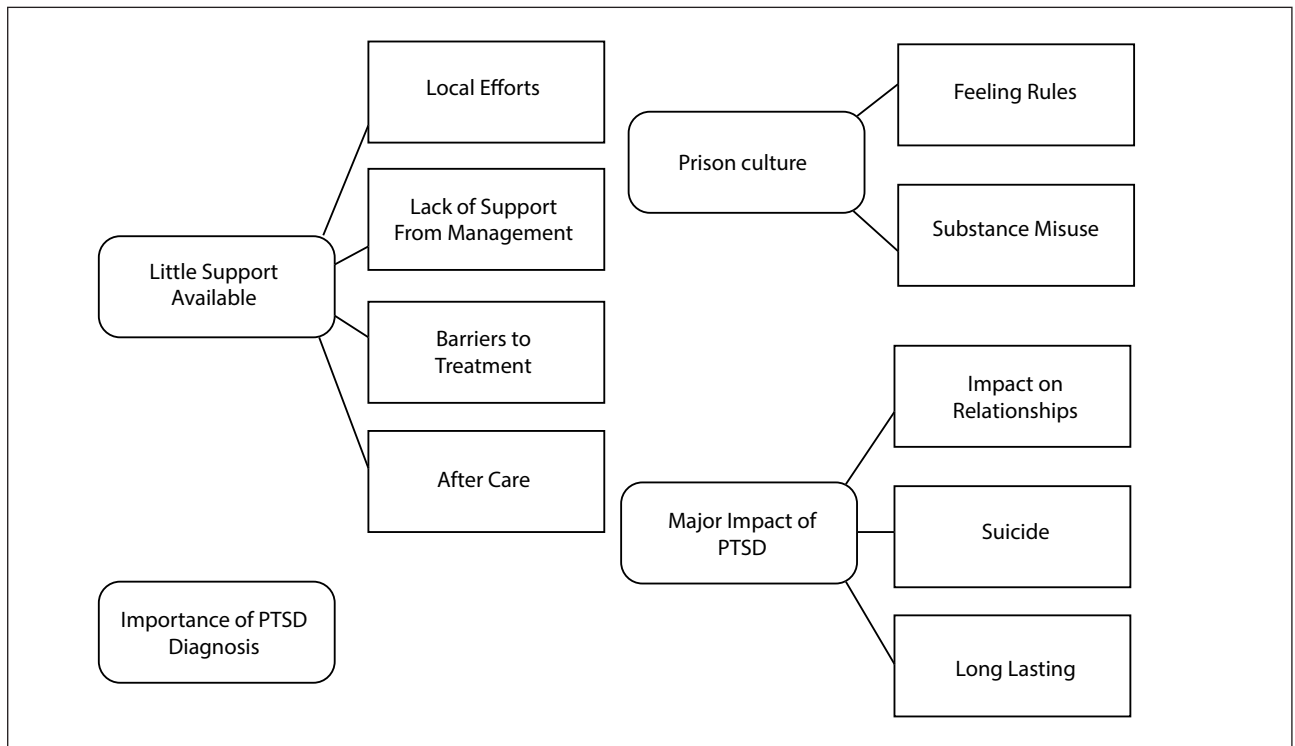 Little Support
Available
Local Efforts
Lack of Support
From Management
Barriers to
Treatment
After Care
Importance of PTSD
Diagnosis
Prison culture
Feeling Rules
Substance Misuse
Major Impact of
PTSD
Impact on
Relationships
Suicide
Long Lasting